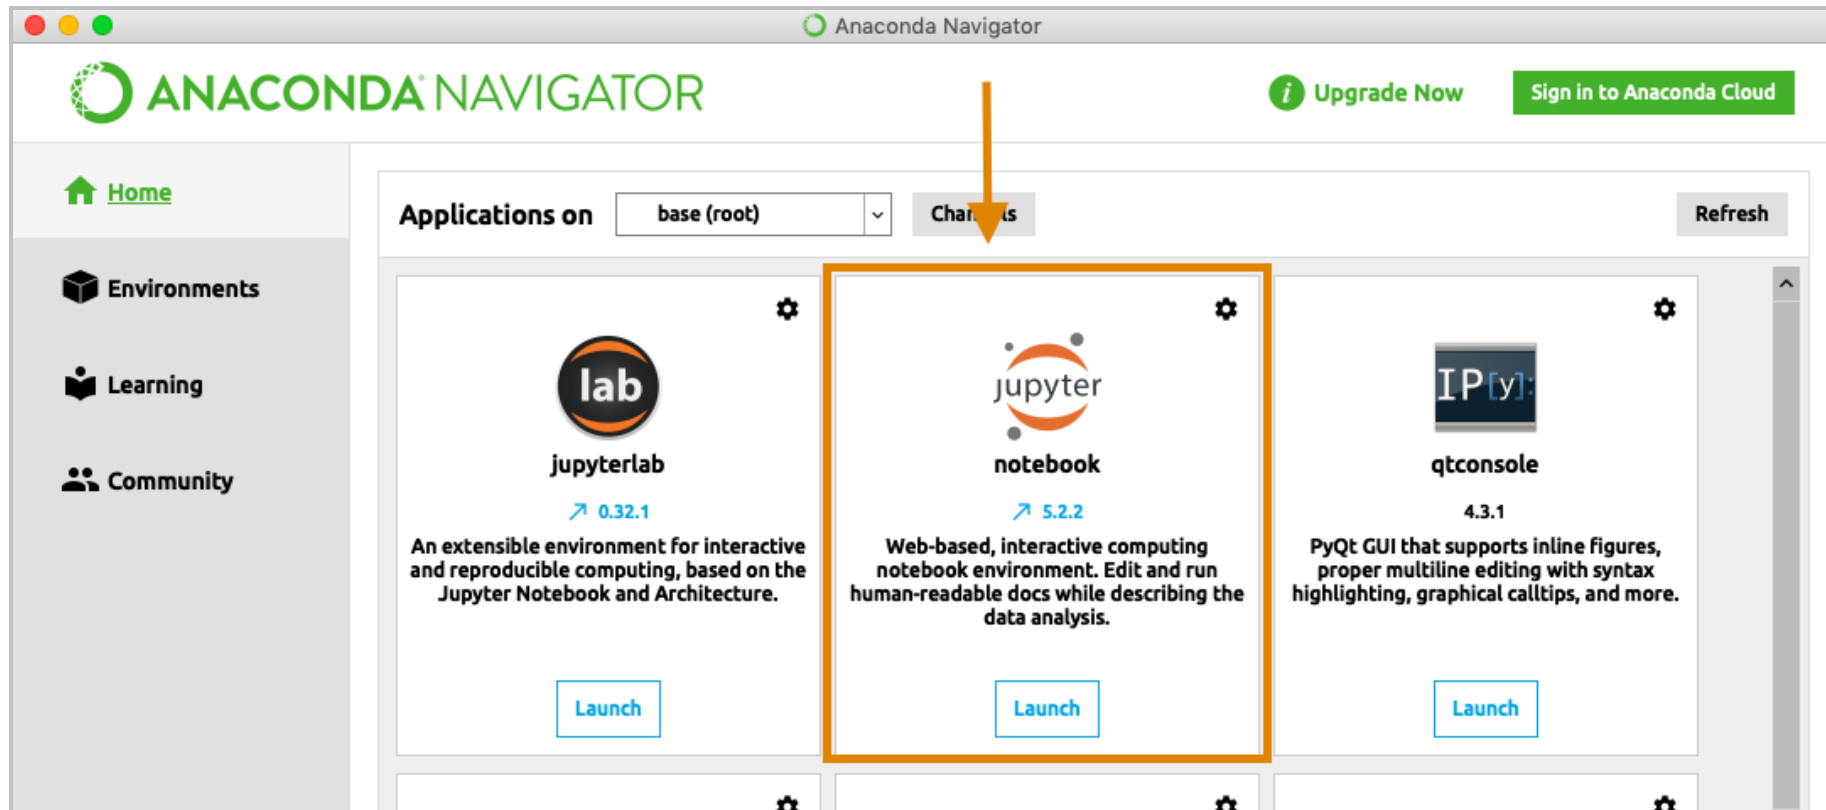 Anaconda Navigator
ANACONDA NAVIGATOR
i Upgrade Now
Sign in to Anaconda Cloud
Home
Environments
Learning
Community
Applications on
base (root)
Refresh
lab
jupyterlab
0.32.1
An extensible environment for interactive
and reproducible computing, based on the
Jupyter Notebook and Architecture.
Launch
jupyter
notebook
5.2.2
Web-based, interactive computing
notebook environment. Edit and run
human-readable docs while describing the
data analysis.
Launch
IP[y]:
qtconsole
4.3.1
PyQt GUI that supports inline figures,
proper multiline editing with syntax
highlighting, graphical calltips, and more.
Launch